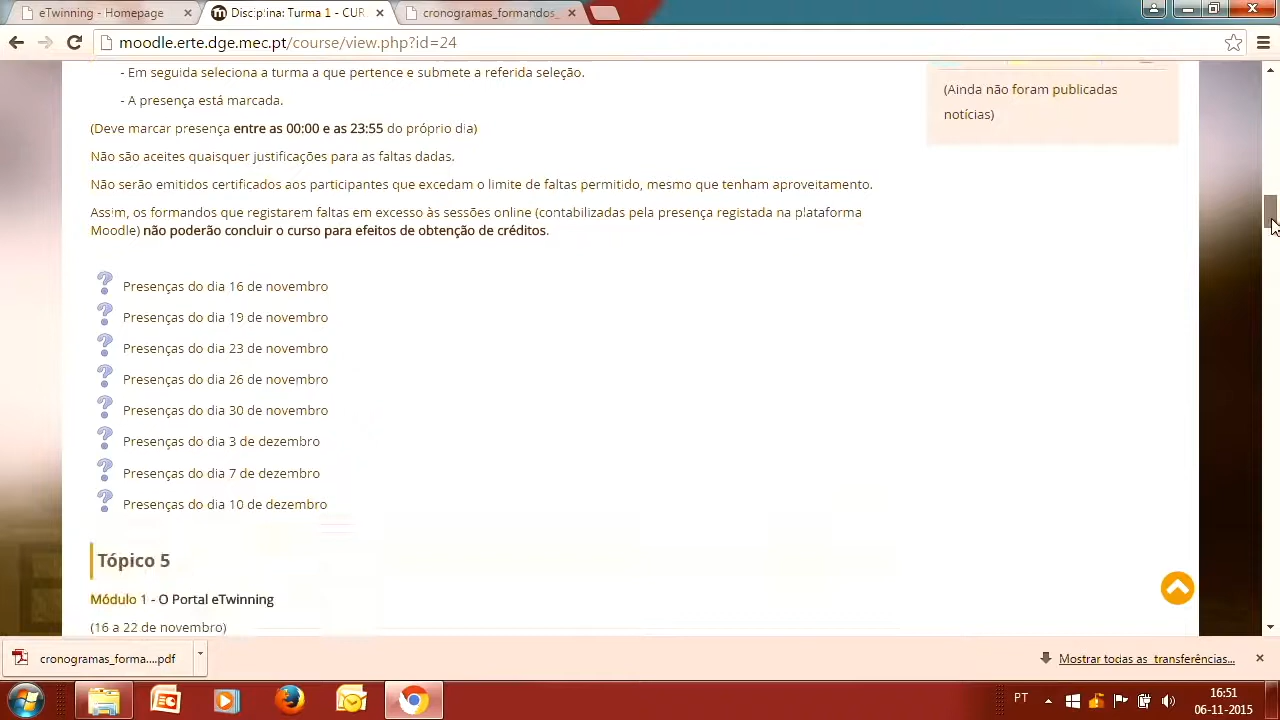 eTwinning - Homepage
Disciplina: Turma 1 - CUR
cronogramas_formandos_
moodle.erte.dge.mec.pt/course/view.php?id=24
- Em seguida seleciona a turma a que pertence e submete a referida seleção.
- A presença está marcada.
(Deve marcar presença entre as 00:00 e as 23:55 do próprio dia)
Não são aceites quaisquer justificações para as faltas dadas.
Não serão emitidos certificados aos participantes que excedam o limite de faltas permitido, mesmo que tenham aproveitamento.
Assim, os formandos que registarem faltas em excesso às sessões online (contabilizadas pela presença registada na plataforma
Moodle) não poderão concluir o curso para efeitos de obtenção de créditos.
(Ainda não foram publicadas
notícias)
Presenças do dia 16 de novembro
Presenças do dia 19 de novembro
Presenças do dia 23 de novembro
Presenças do dia 26 de novembro
Presenças do dia 30 de novembro
Presenças do dia 3 de dezembro
Presenças do dia 7 de dezembro
Presenças do dia 10 de dezembro
Tópico 5
Módulo 1 - O Portal eTwinning
(16 a 22 de novembro)
cronogramas_forma....pdf
Mostrar todas as transferências...
PT
16:51
06-11-2015